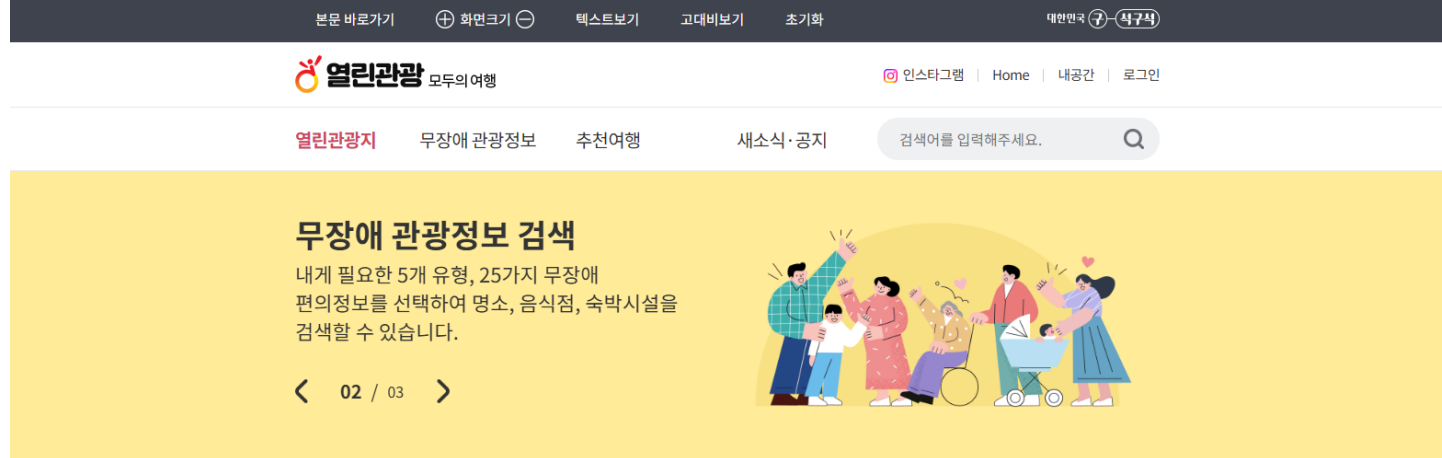 본문 바로가기 화면크기 텍스트보기 고대비보기 초기화 대한민국 구석구석
열린관광 모두의 여행
인스타그램 Home 내공간 로그인
열린관광지 무장애 관광정보 추천여행 새소식·공지 검색어를 입력해주세요.
무장애 관광정보 검색
내게 필요한 5개 유형, 25가지 무장애
편의정보를 선택하여 명소, 음식점, 숙박시설을
검색할 수 있습니다.
02 / 03